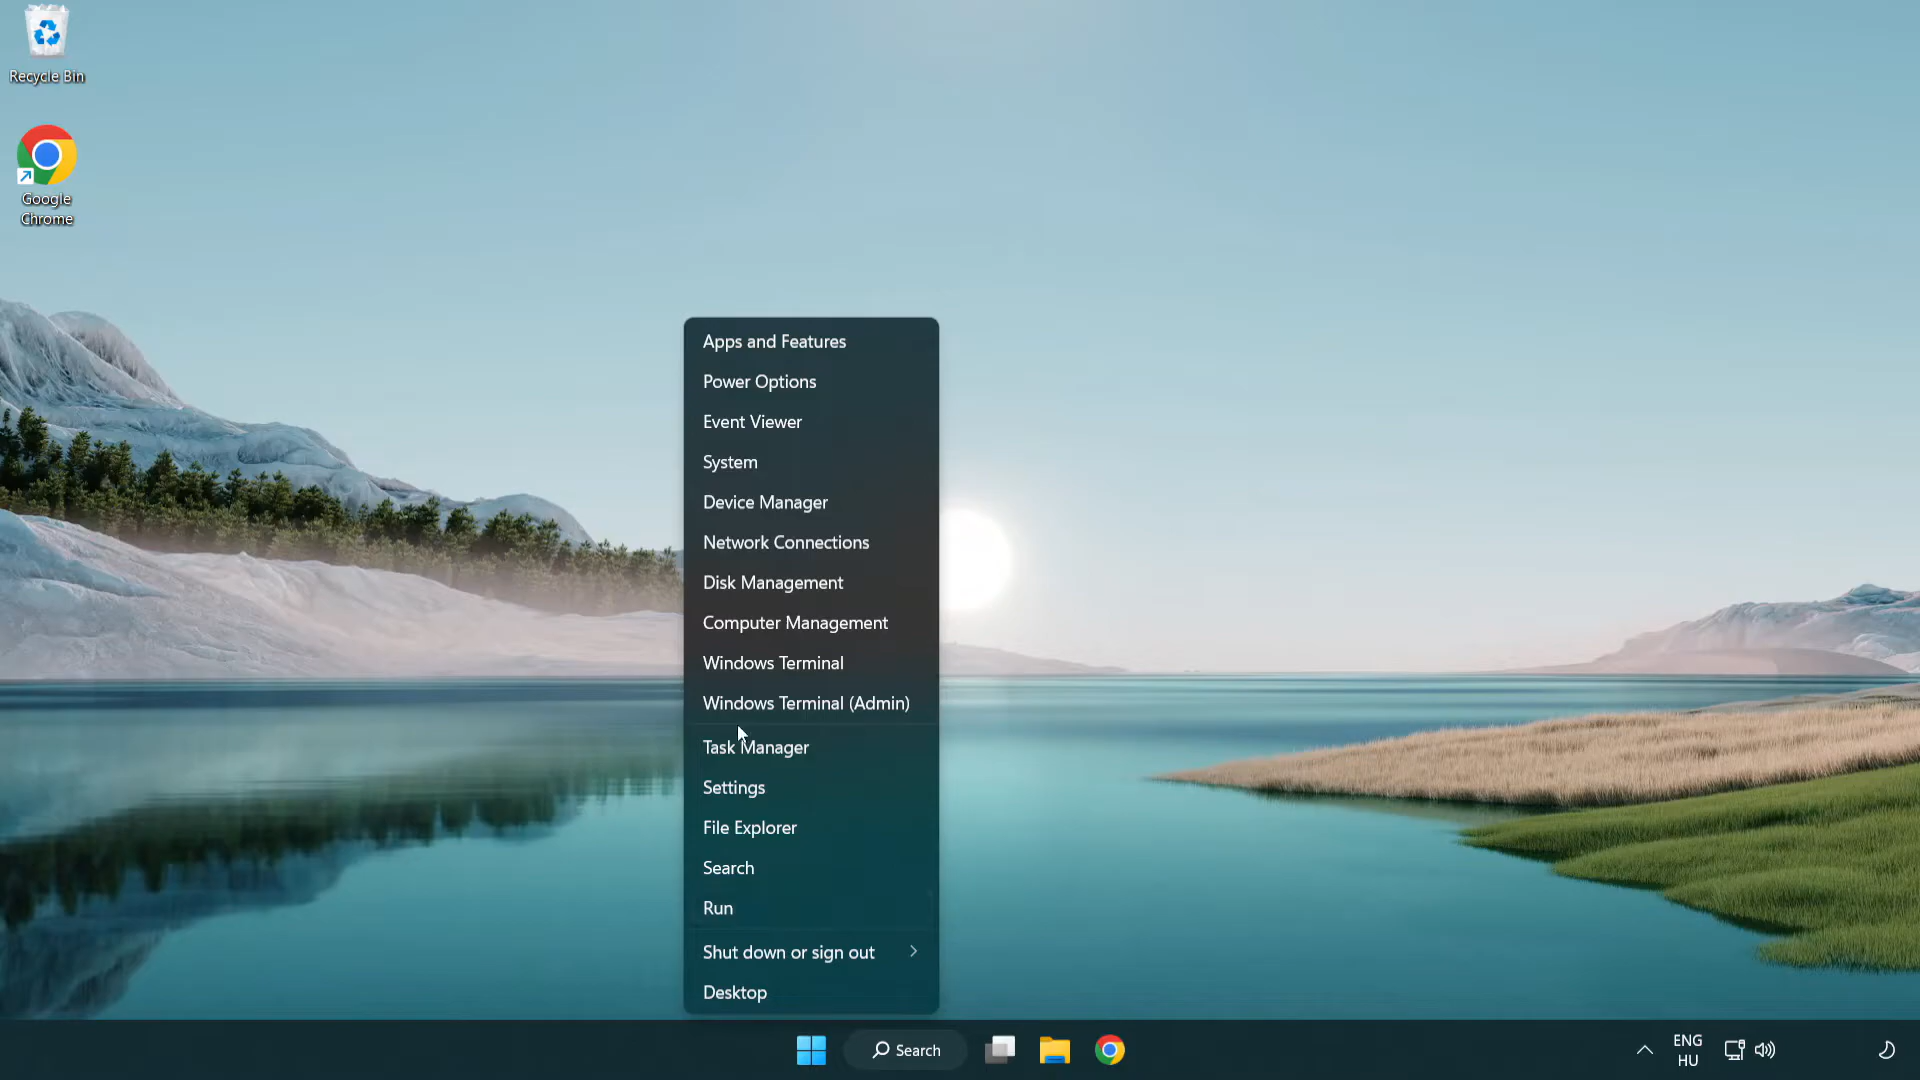 Recycle Bin
Google
Chrome
Apps and Features
Power Options
Event Viewer
System
Device Manager
Network Connections
Disk Management
Computer Management
Windows Terminal
Windows Terminal (Admin)
Task Manager
Settings
File Explorer
Search
Run
Shut down or sign out
Desktop
Search
ENG
HU